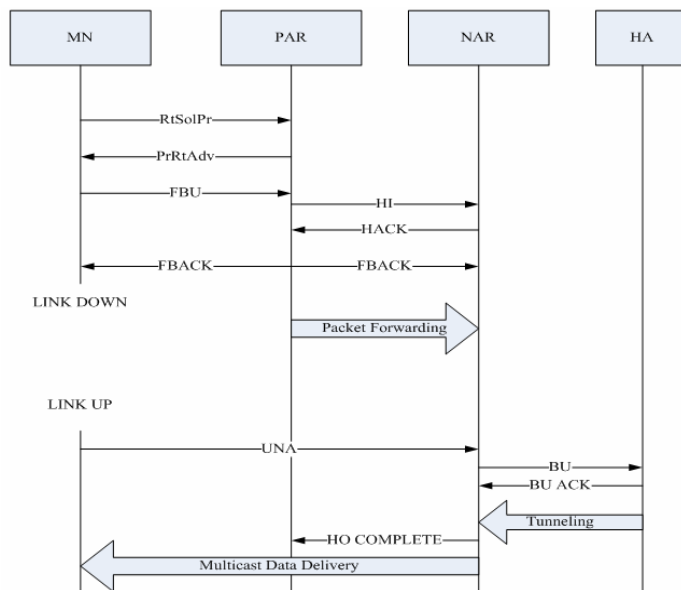 MN
PAR
NAR
HA
RtSolPr
PrRtAdv
FBU
HI
HACK
FBACK
FBACK
LINK DOWN
Packet Forwarding
LINK UP
UNA
BU
BU ACK
Tunneling
HO COMPLETE
Multicast Data Delivery